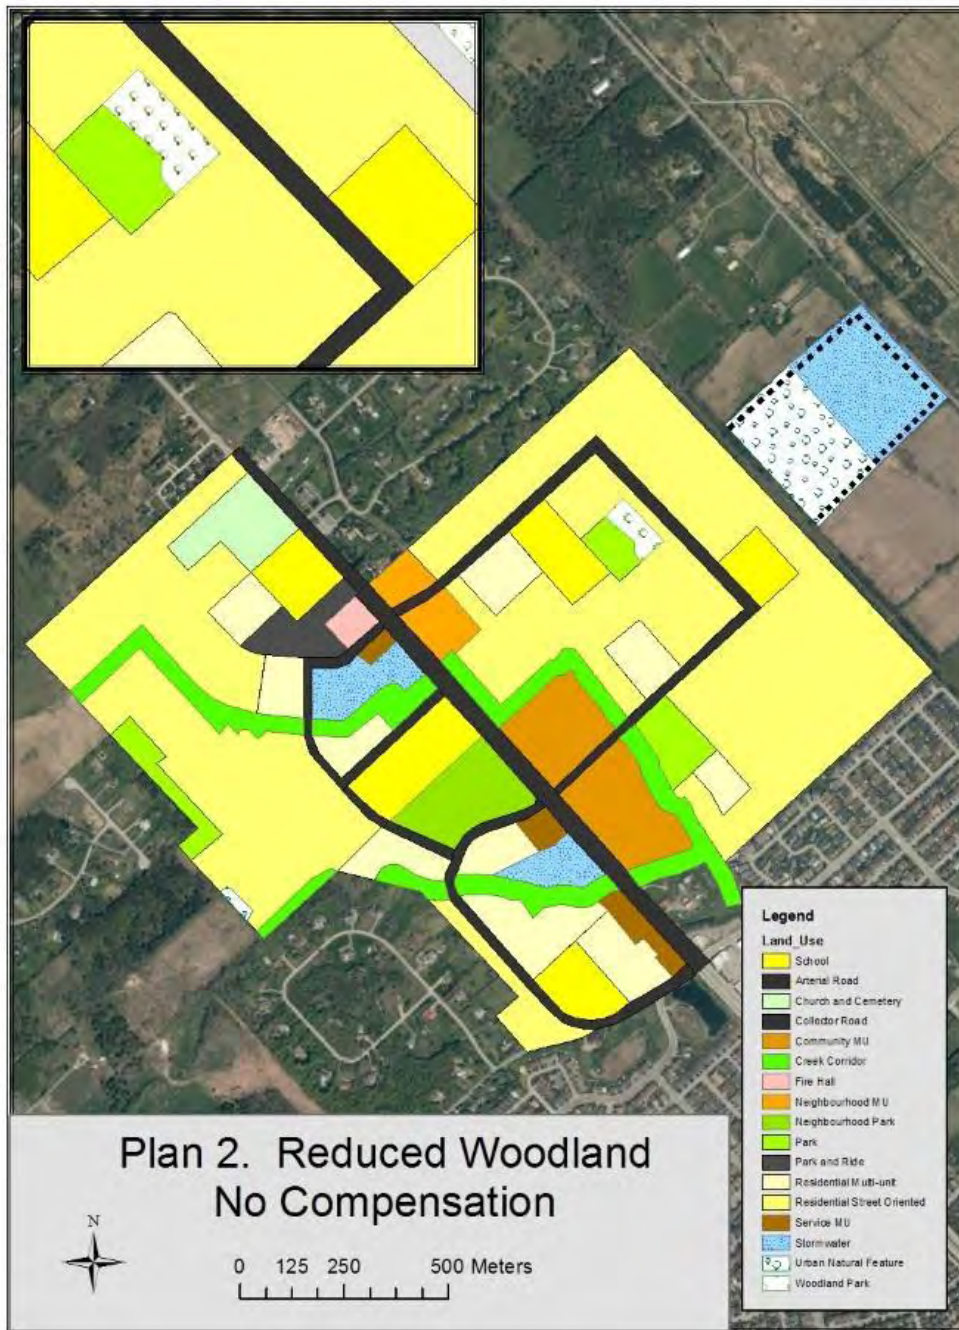 Legend
Land_Use
School
Arterial Road
Church and Cemetery
Collector Road
Community MU
Creek Corridor
Fire Hall
Neighbourhood MU
Neighbourhood Park
Park
Park and Ride
Residential Multi-unit
Residential Street Oriented
Service MU
Stormwater
Urban Natural Feature
Woodland Park
Plan 2. Reduced Woodland
No Compensation
N
0 125 250 500 Meters